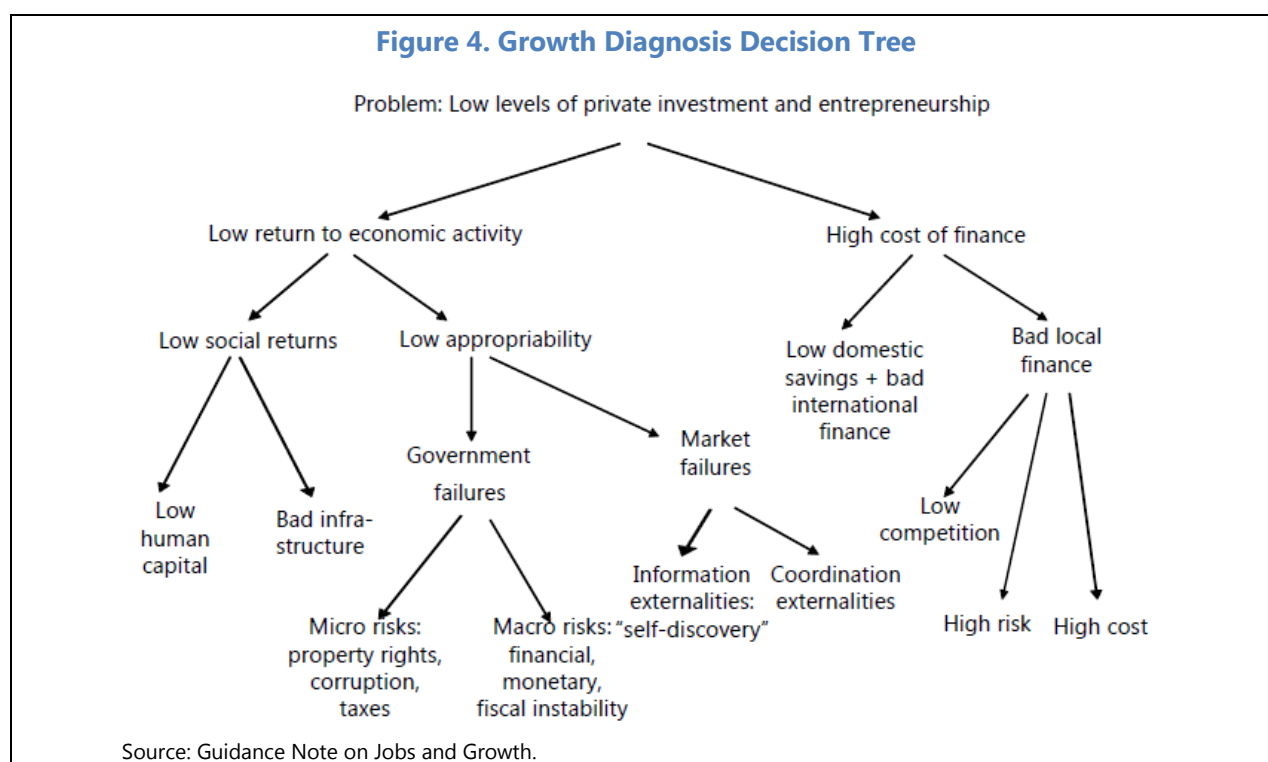 Figure 4. Growth Diagnosis Decision Tree
Problem: Low levels of private investment and entrepreneurship
Low return to economic activity
High cost of finance
Low social returns
Low appropriability
Low domestic
savings + bad
international
finance
Bad local
finance
Government
failures
Market
failures
Low
human
capital
Bad infra-
structure
Low
competition
Information
externalities:
"self-discovery"
Coordination
externalities
High risk
High cost
Micro risks:
property rights,
corruption,
taxes
Macro risks:
financial,
monetary,
fiscal instability
Source: Guidance Note on Jobs and Growth.